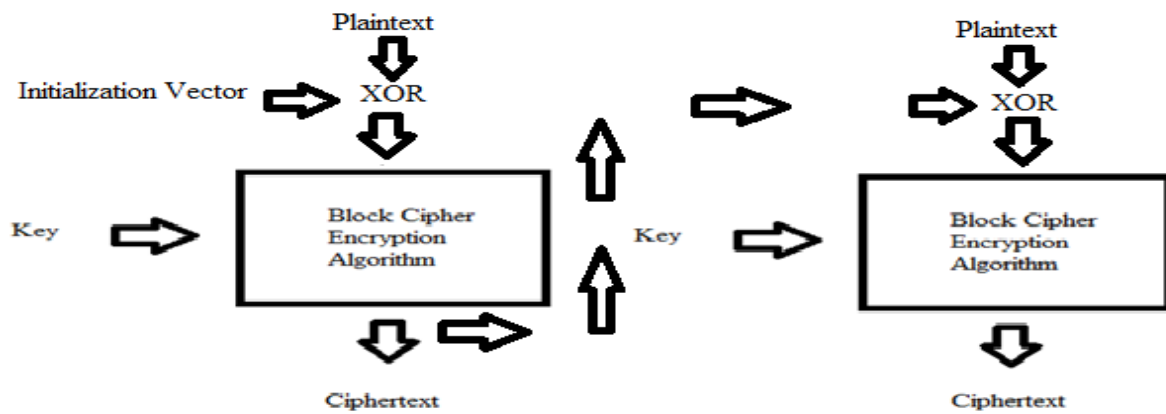 Plaintext
Plaintext
Initialization Vector
XOR
XOR
Block Cipher
Encryption
Algorithm
Block Cipher
Encryption
Algorithm
Key
Key
Ciphertext
Ciphertext